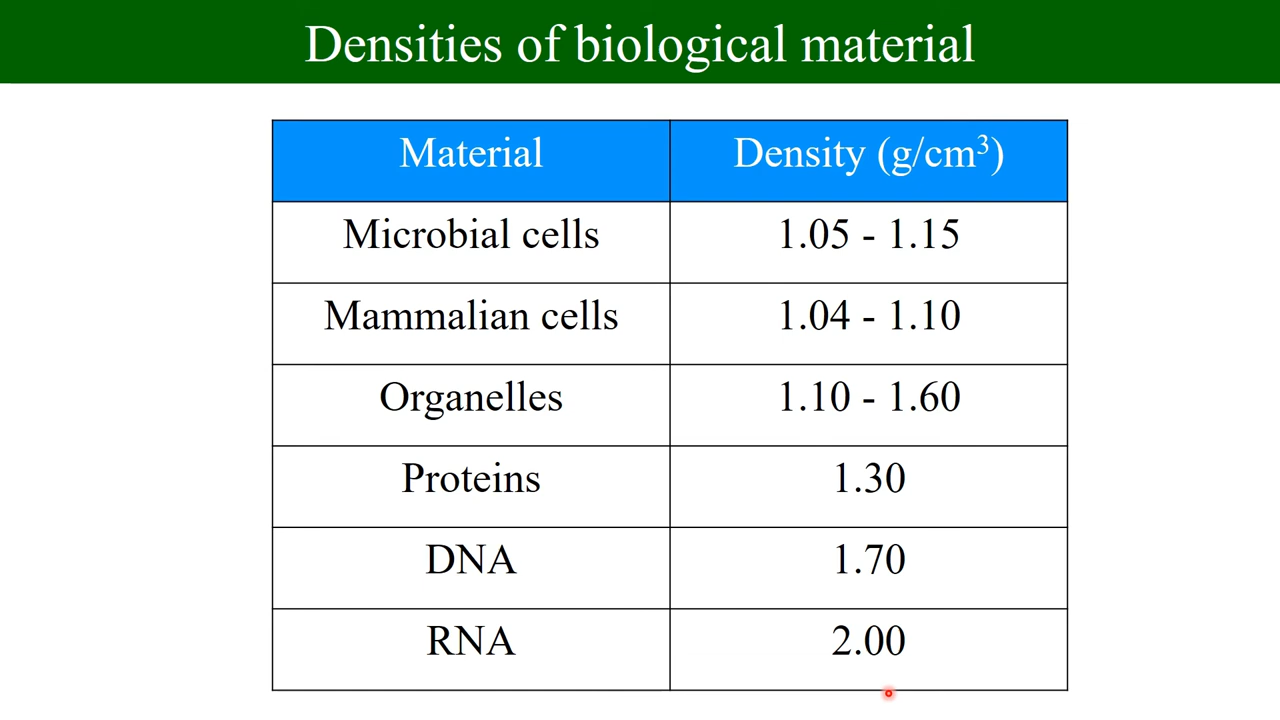 Densities of biological material
Material Density (g/cm³)
Microbial cells 1.05 - 1.15
Mammalian cells 1.04 - 1.10
Organelles 1.10 - 1.60
Proteins 1.30
DNA 1.70
RNA 2.00